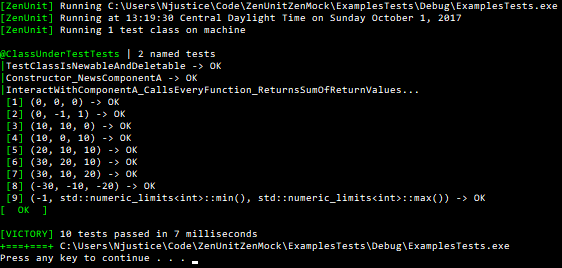 [ZenUnit] Running C:\Users\Njustice\Code\ZenUnitZenMock\ExamplesTests\Debug\ExamplesTests.exe
[ZenUnit] Running at 13:19:30 Central Daylight Time on Sunday October 1, 2017
[ZenUnit] Running 1 test class on machine
@ClassUnderTestTests | 2 named tests
|TestClassIsNewableAndDeletable -> OK
|Constructor_NewsComponentA -> OK
|InteractWithComponentA_CallsEveryFunction_ReturnsSumOfReturnValues...
[1] (0, 0, 0) -> OK
[2] (0, -1, 1) -> OK
[3] (10, 10, 0) -> OK
[4] (10, 0, 10) -> OK
[5] (20, 10, 10) -> OK
[6] (30, 20, 10) -> OK
[7] (30, 10, 20) -> OK
[8] (-30, -10, -20) -> OK
[9] (-1, std::numeric_limits<int>::min(), std::numeric_limits<int>::max()) -> OK
[  OK  ]
[VICTORY] 10 tests passed in 7 milliseconds
+===+===+ C:\Users\Njustice\Code\ZenUnitZenMock\ExamplesTests\Debug\ExamplesTests.exe
Press any key to continue . . .